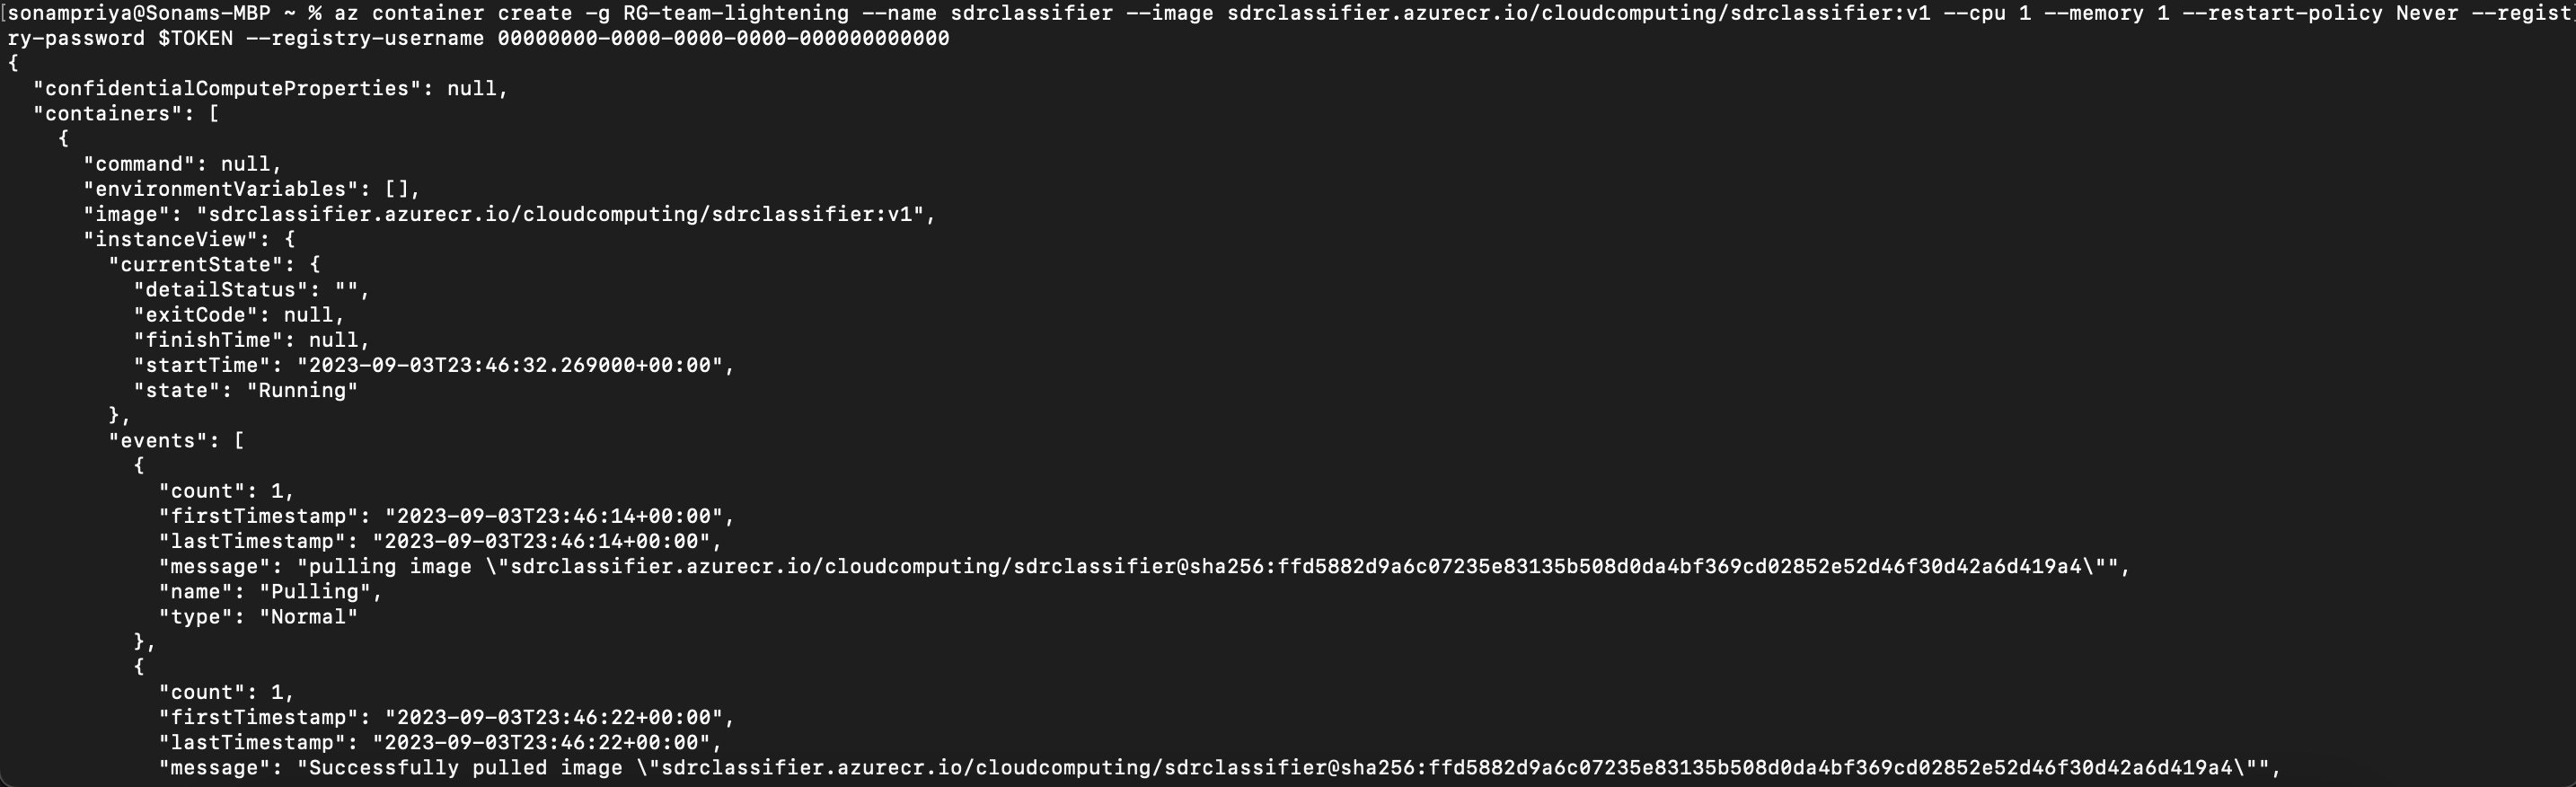 [sonampriya@Sonams-MBP ~ % az container create -g RG-team-lightening --name sdrclassifier --image sdrclassifier.azurecr.io/cloudcomputing/sdrclassifier:v1 --cpu 1 --memory 1 --restart-policy Never --regist
ry-password $TOKEN --registry-username 00000000-0000-0000-0000-000000000000
{
  "confidentialComputeProperties": null,
  "containers": [
    {
      "command": null,
      "environmentVariables": [],
      "image": "sdrclassifier.azurecr.io/cloudcomputing/sdrclassifier:v1",
      "instanceView": {
        "currentState": {
          "detailStatus": "",
          "exitCode": null,
          "finishTime": null,
          "startTime": "2023-09-03T23:46:32.269000+00:00",
          "state": "Running"
        },
        "events": [
          {
            "count": 1,
            "firstTimestamp": "2023-09-03T23:46:14+00:00",
            "lastTimestamp": "2023-09-03T23:46:14+00:00",
            "message": "pulling image \"sdrclassifier.azurecr.io/cloudcomputing/sdrclassifier@sha256:ffd5882d9a6c07235e83135b508d0da4bf369cd02852e52d46f30d42a6d419a4\"",
            "name": "Pulling",
            "type": "Normal"
          },
          {
            "count": 1,
            "firstTimestamp": "2023-09-03T23:46:22+00:00",
            "lastTimestamp": "2023-09-03T23:46:22+00:00",
            "message": "Successfully pulled image \"sdrclassifier.azurecr.io/cloudcomputing/sdrclassifier@sha256:ffd5882d9a6c07235e83135b508d0da4bf369cd02852e52d46f30d42a6d419a4\"",